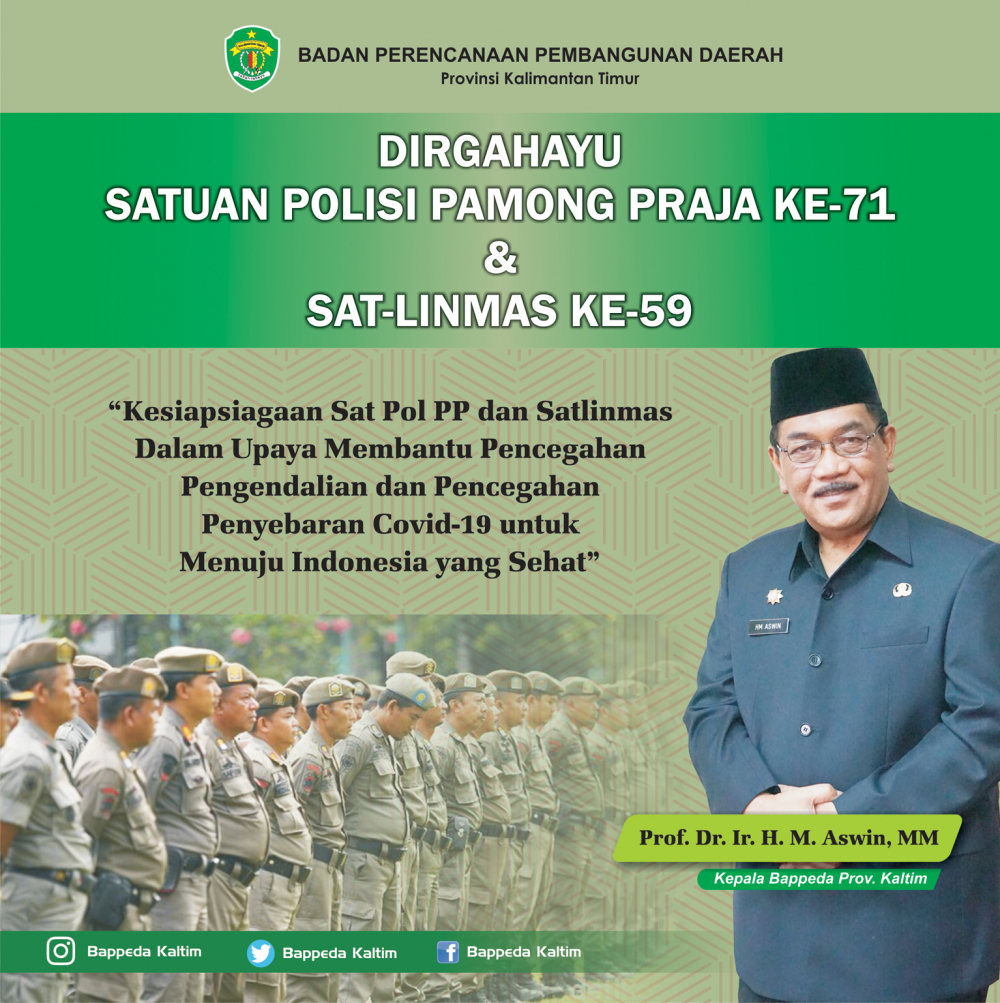 BADAN PERENCANAAN PEMBANGUNAN DAERAH
Provinsi Kalimantan Timur
DIRGAHAYU
SATUAN POLISI PAMONG PRAJA KE-71
&
SAT-LINMAS KE-59
“Kesiapsiagaan Sat Pol PP dan Satlinmas
Dalam Upaya Membantu Pencegahan
Pengendalian dan Pencegahan
Penyebaran Covid-19 untuk
Menuju Indonesia yang Sehat”
HM ASWIN
Prof. Dr. Ir. H. M. Aswin, MM
Kepala Bappeda Prov. Kaltim
Bappeda Kaltim
Bappeda Kaltim
Bappeda Kaltim